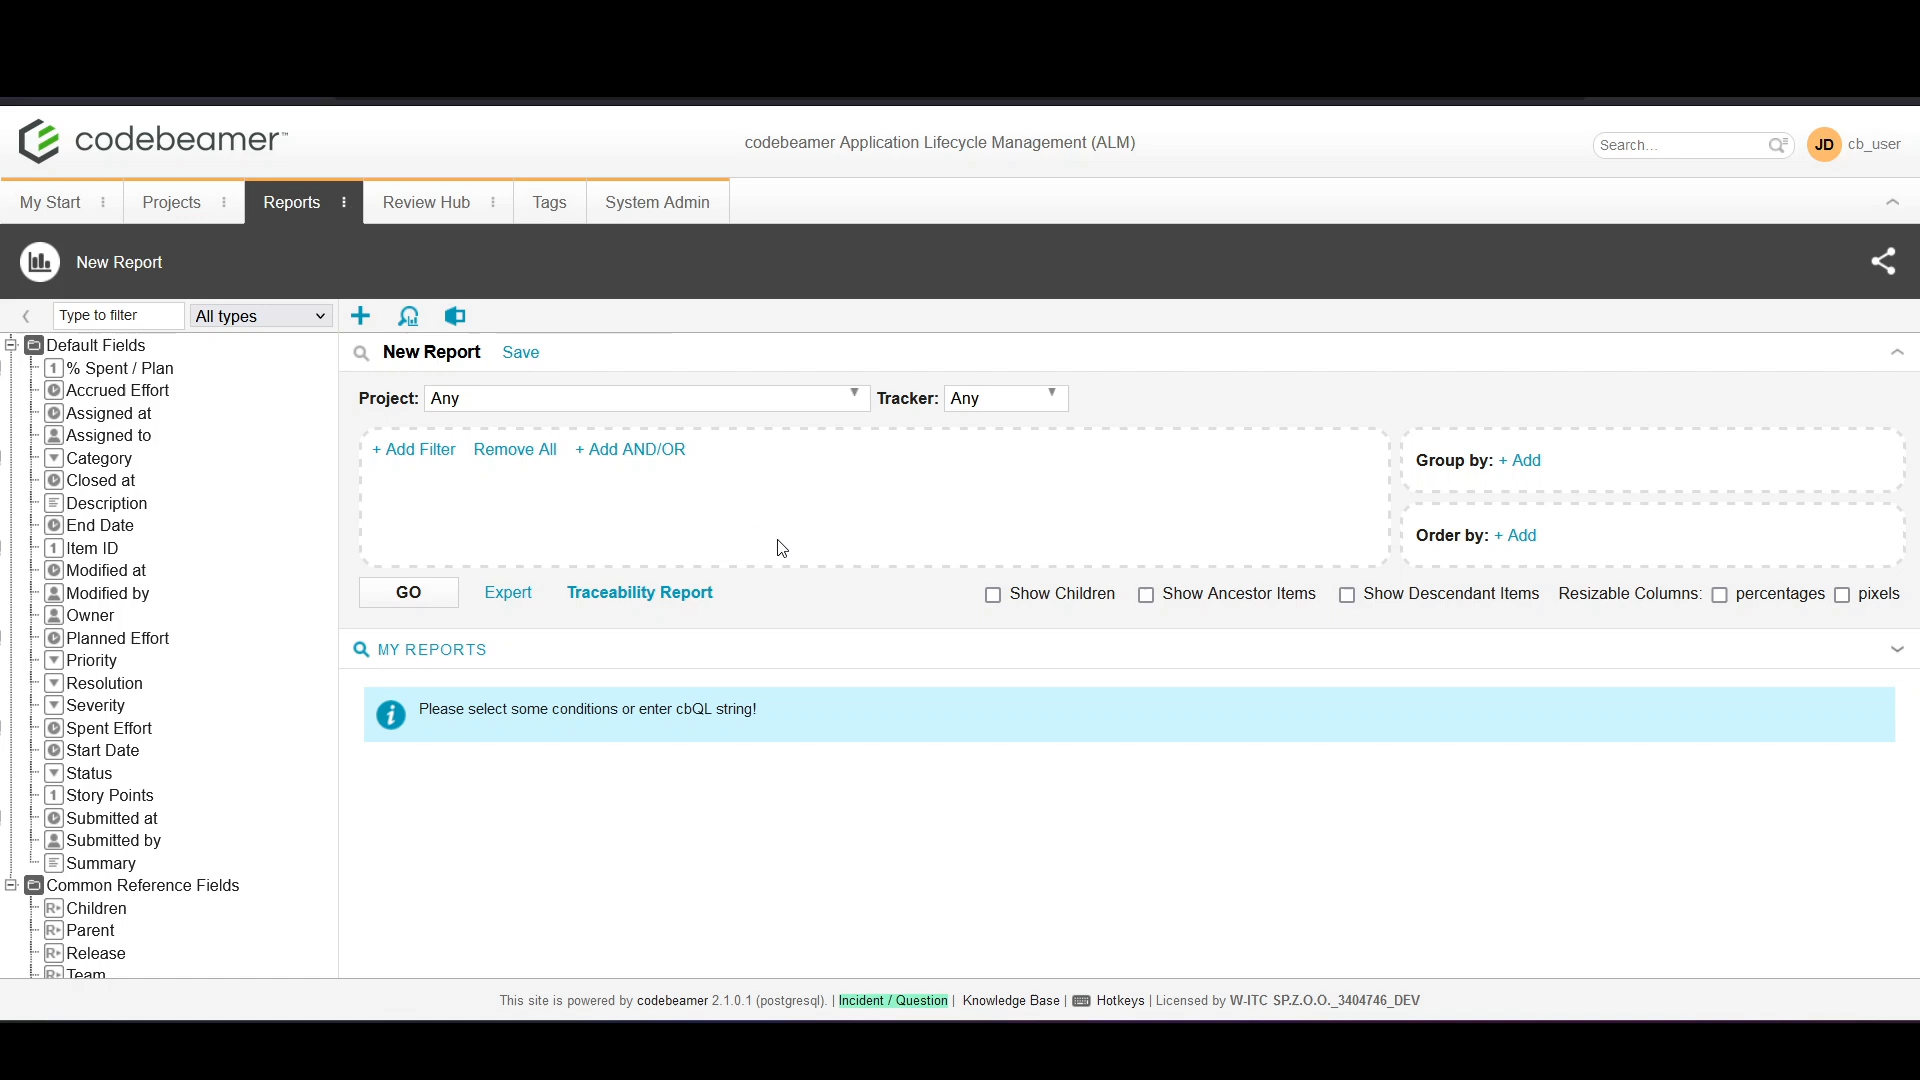 codebeamer™
codebeamer Application Lifecycle Management (ALM)
Search...
JD cb_user
My Start Projects Reports Review Hub Tags System Admin
New Report
Type to filter All types
Default Fields
1 % Spent / Plan
Accrued Effort
Assigned at
Assigned to
Category
Closed at
Description
End Date
1 Item ID
Modified at
Modified by
Owner
Planned Effort
Priority
Resolution
Severity
Spent Effort
Start Date
Status
1 Story Points
Submitted at
Submitted by
Summary
Common Reference Fields
R Children
R Parent
R Release
R Team
New Report Save
Project: Any Tracker: Any
+ Add Filter Remove All + Add AND/OR
Group by: + Add
Order by: + Add
GO Expert Traceability Report Show Children Show Ancestor Items Show Descendant Items Resizable Columns: percentages pixels
MY REPORTS
i Please select some conditions or enter cbQL string!
This site is powered by codebeamer 2.1.0.1 (postgresql). | Incident / Question | Knowledge Base | Hotkeys | Licensed by W-ITC SP.Z.O.O._3404746_DEV